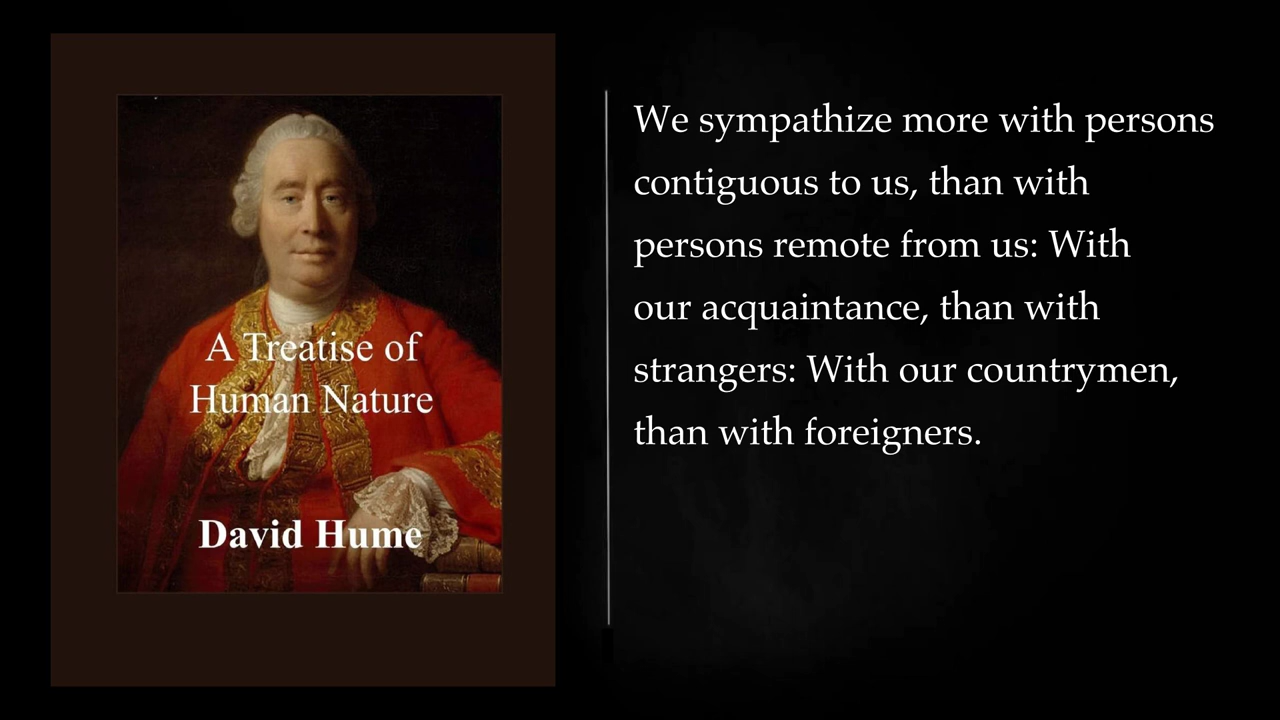 A Treatise of
Human Nature
David Hume
We sympathize more with persons
contiguous to us, than with
persons remote from us: With
our acquaintance, than with
strangers: With our countrymen,
than with foreigners.